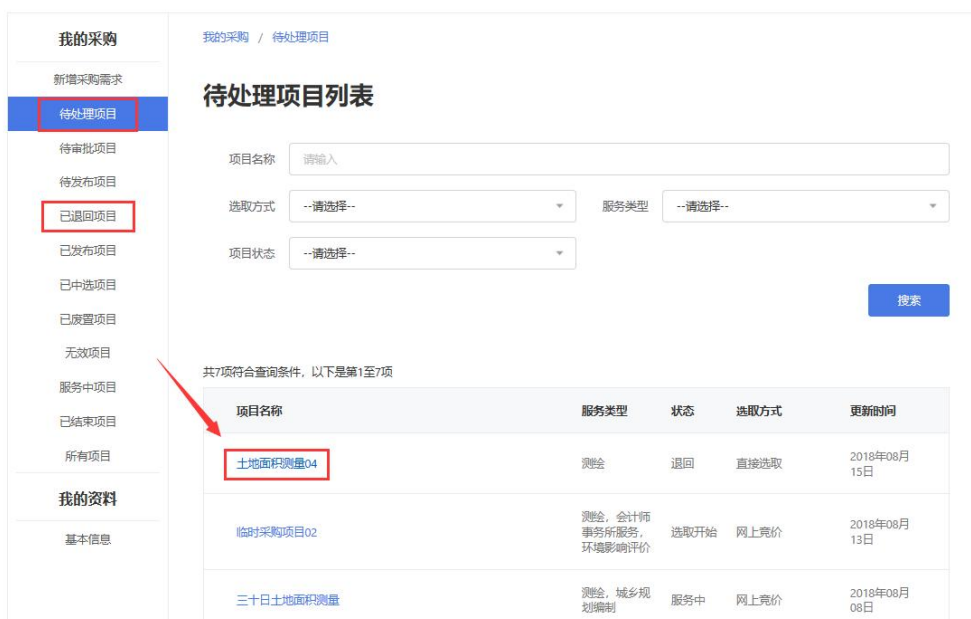 我的采购
新增采购需求
待处理项目
待审批项目
待发布项目
已退回项目
已发布项目
已中选项目
已废置项目
无效项目
服务中项目
已结束项目
所有项目
我的资料
基本信息
我的采购 / 待处理项目
待处理项目列表
项目名称 请输入
选取方式 --请选择-- 服务类型 --请选择--
项目状态 --请选择--
搜索
共7项符合查询条件，以下是第1至7项
项目名称 服务类型 状态 选取方式 更新时间
土地面积测量04 测绘 退回 直接选取 2018年08月
15日
临时采购项目02 测绘，会计师
事务所服务，
环境影响评价 选取开始 网上竞价 2018年08月
13日
三十日土地面积测量 测绘，城乡规
划编制 服务中 网上竞价 2018年08月
08日